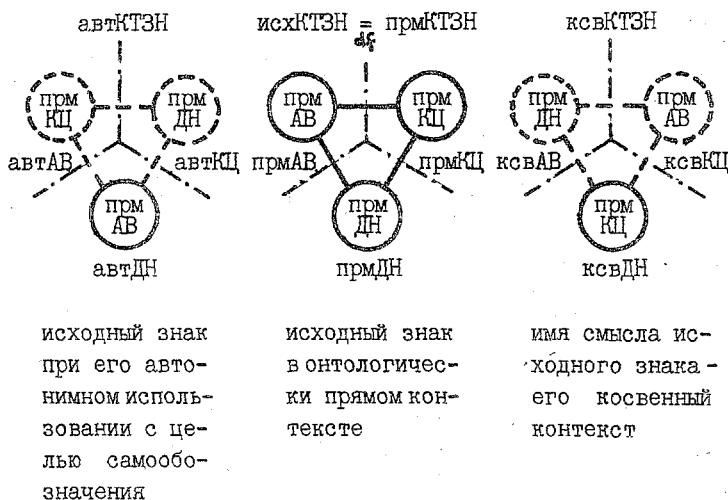 автКТЗН исхКТЗН = прмКТЗН ксвКТЗН
df
прм КЦ прм ДН прм АВ прм КЦ прм ДН прм АВ
автАВ автКЦ прмАВ прмКЦ ксвАВ ксвКЦ
прм АВ прм ДН прм КЦ
автДН прмДН ксвДН
исходный знак
при его авто-
нимном исполь-
зовании с це-
лью самообо-
значения
исходный знак
в онтологичес-
ки прямом кон-
тексте
имя смысла ис-
ходного знака -
его косвенный
контекст